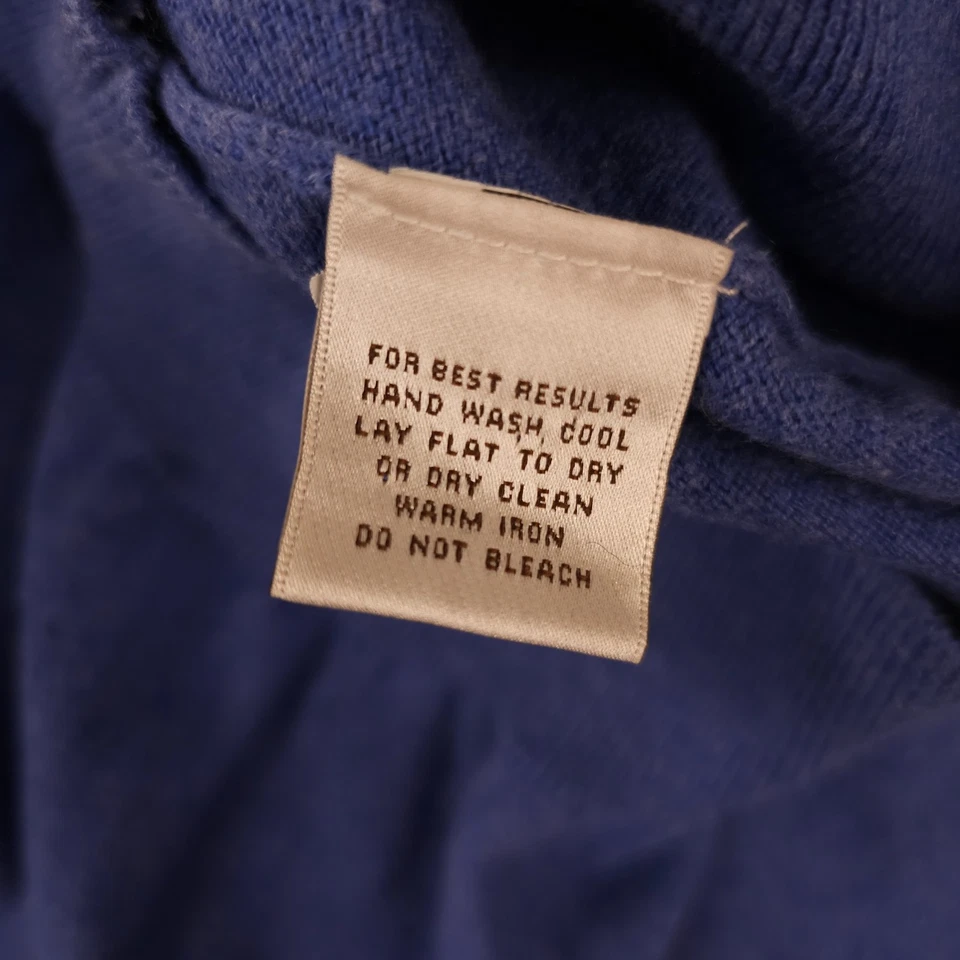 FOR BEST RESULTS
HAND WASH, COOL
LAY FLAT TO DRY
OR DRY CLEAN
WARM IRON
DO NOT BLEACH